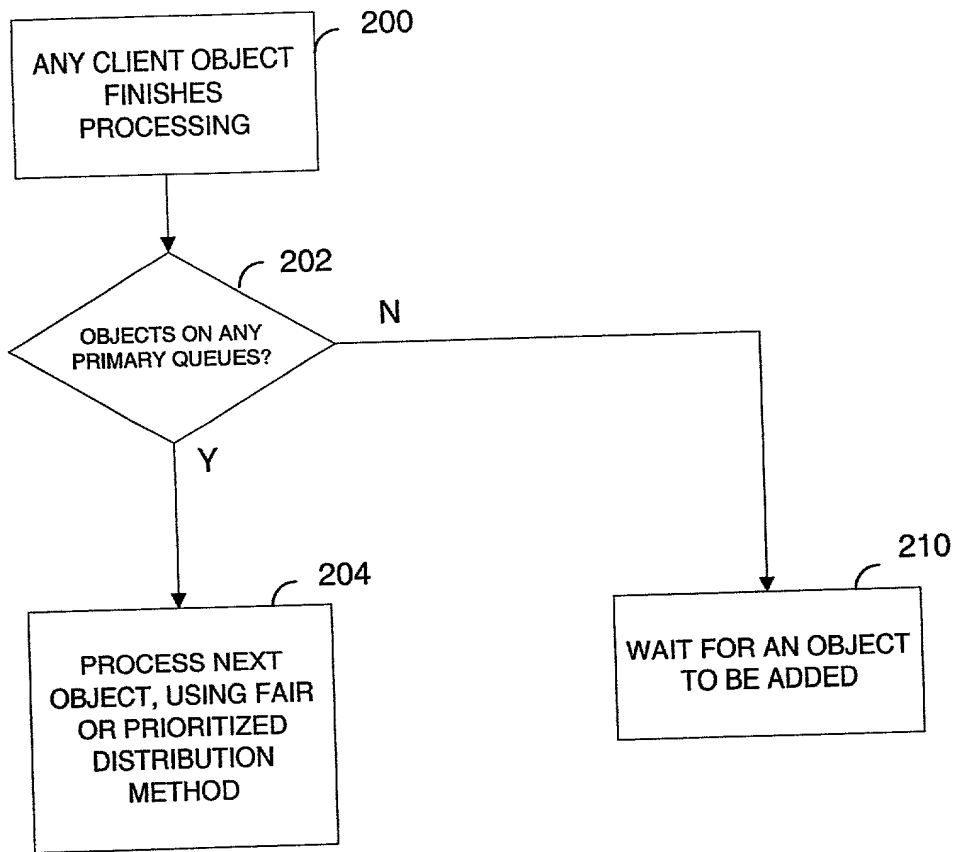 200
ANY CLIENT OBJECT
FINISHES
PROCESSING
202
OBJECTS ON ANY
PRIMARY QUEUES?
N
Y
204
PROCESS NEXT
OBJECT, USING FAIR
OR PRIORITIZED
DISTRIBUTION
METHOD
210
WAIT FOR AN OBJECT
TO BE ADDED